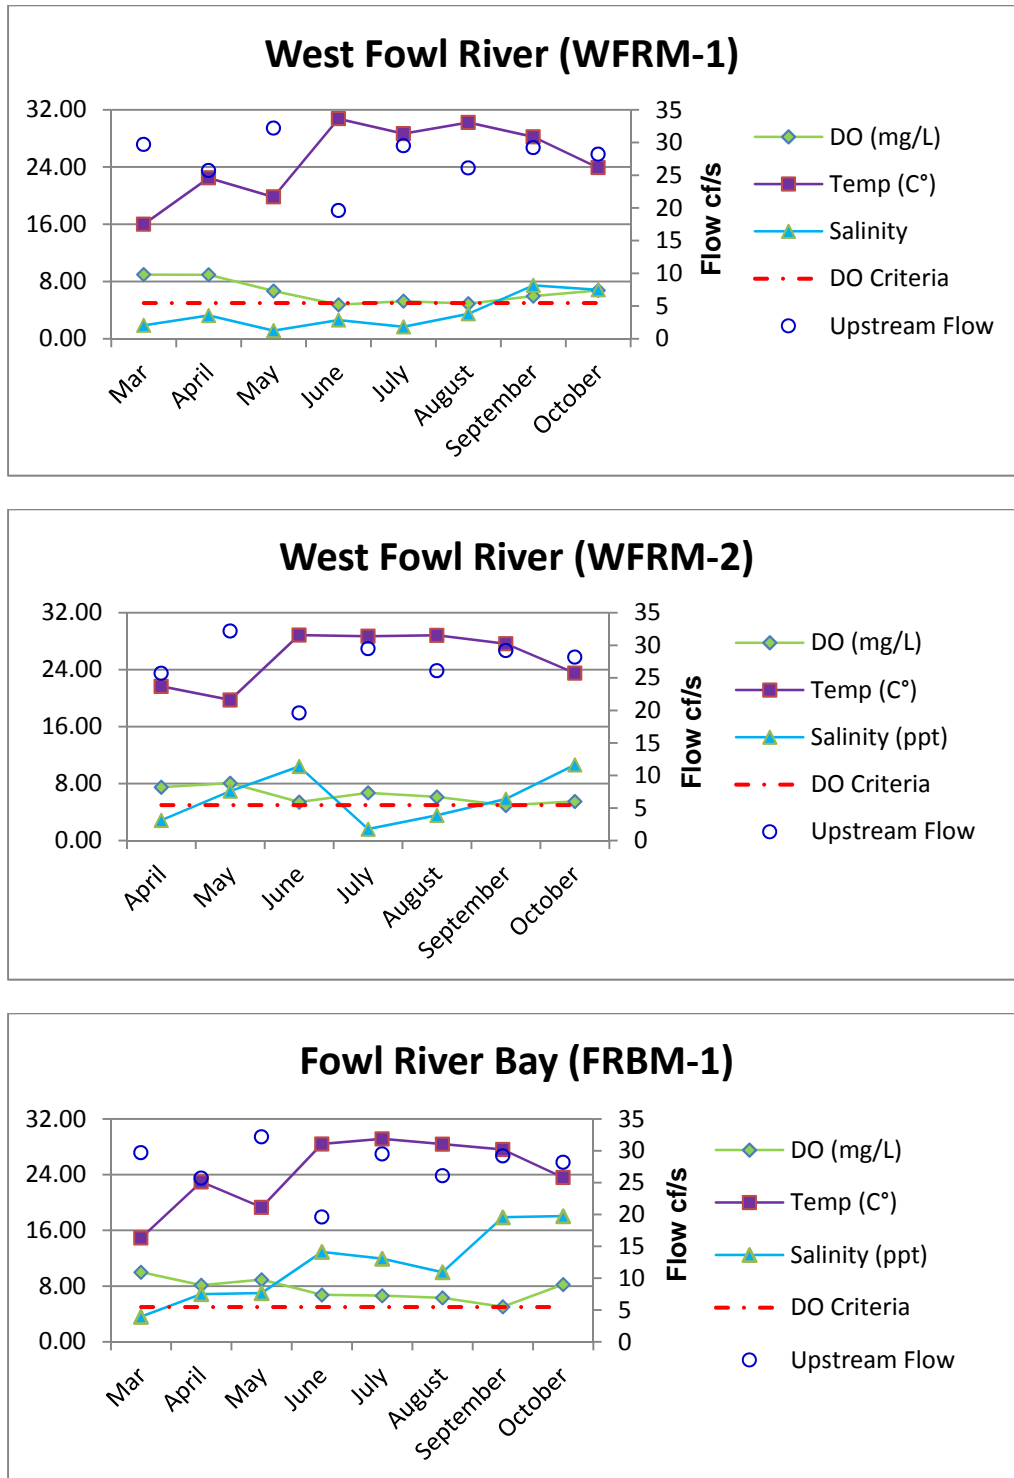 West Fowl River (WFRM-1)
32.00
24.00
16.00
8.00
0.00
35
30
25
20
15
10
5
0
Flow cf/s
Mar
April
May
June
July
August
September
October
DO (mg/L)
Temp (C°)
Salinity
DO Criteria
Upstream Flow
West Fowl River (WFRM-2)
32.00
24.00
16.00
8.00
0.00
35
30
25
20
15
10
5
0
Flow cf/s
April
May
June
July
August
September
October
DO (mg/L)
Temp (C°)
Salinity (ppt)
DO Criteria
Upstream Flow
Fowl River Bay (FRBM-1)
32.00
24.00
16.00
8.00
0.00
35
30
25
20
15
10
5
0
Flow cf/s
Mar
April
May
June
July
August
September
October
DO (mg/L)
Temp (C°)
Salinity (ppt)
DO Criteria
Upstream Flow